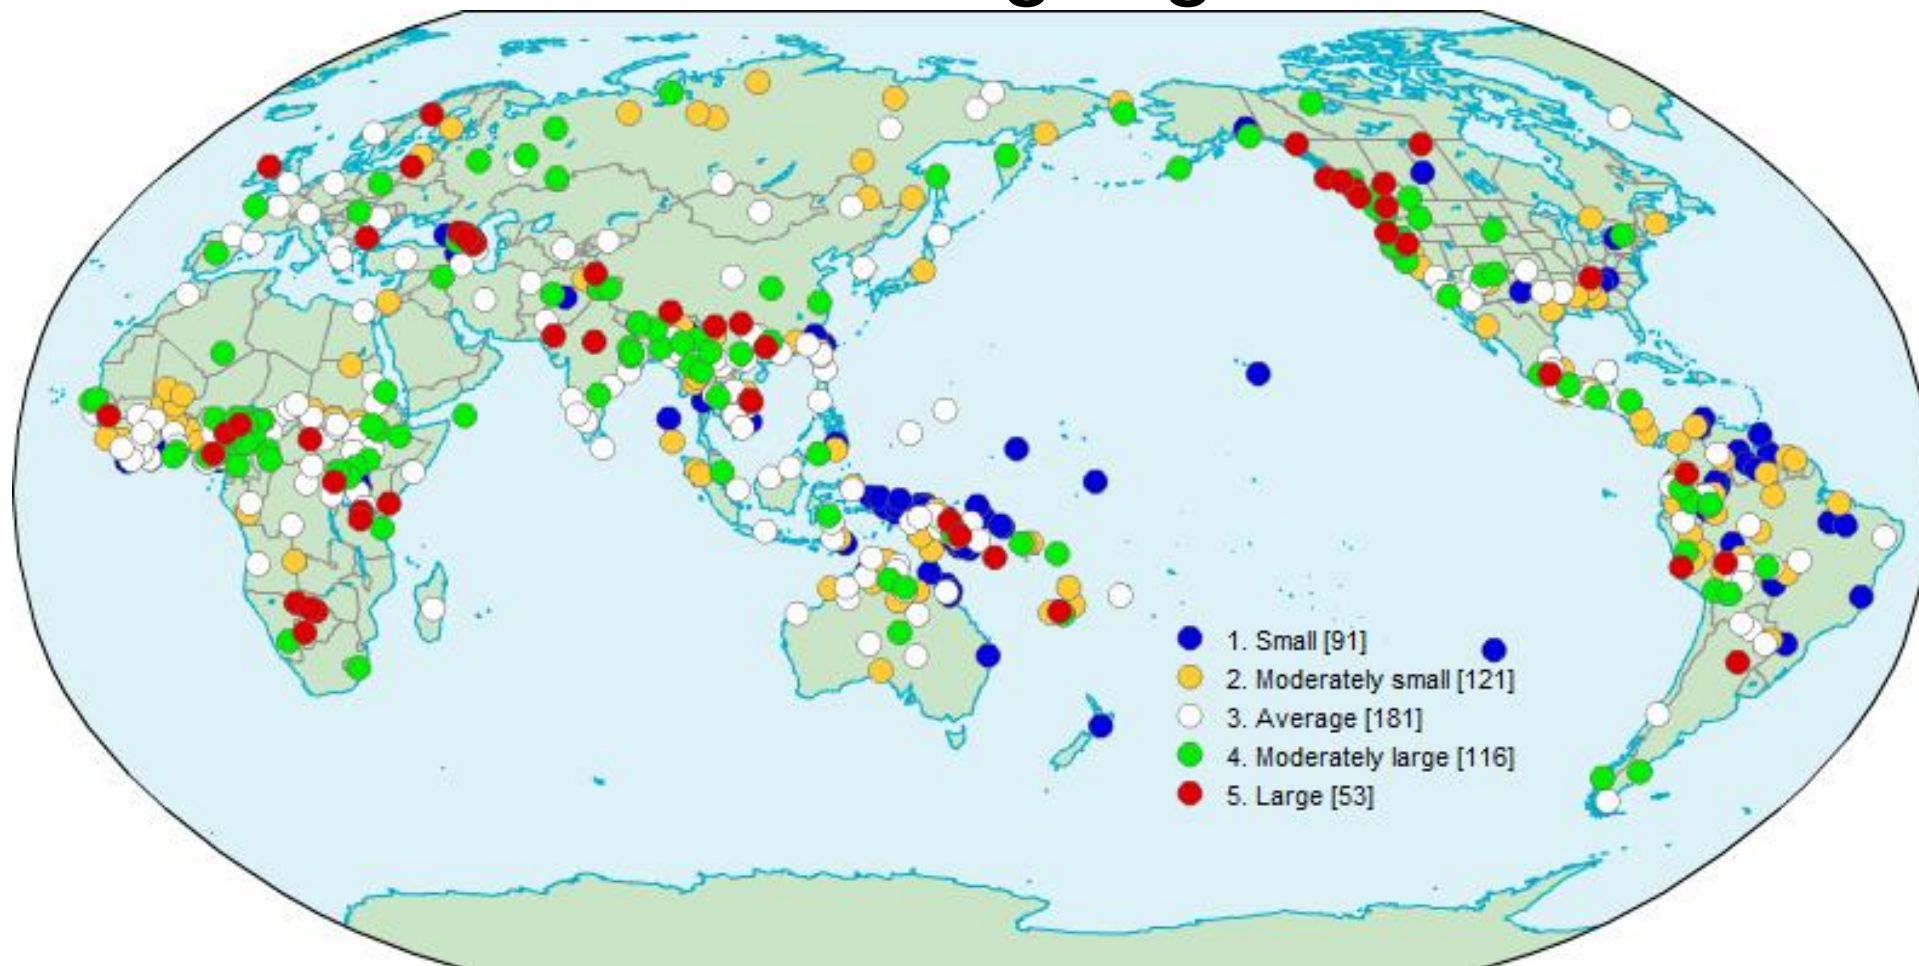 1. Small [91]
2. Moderately small [121]
3. Average [181]
4. Moderately large [116]
5. Large [53]